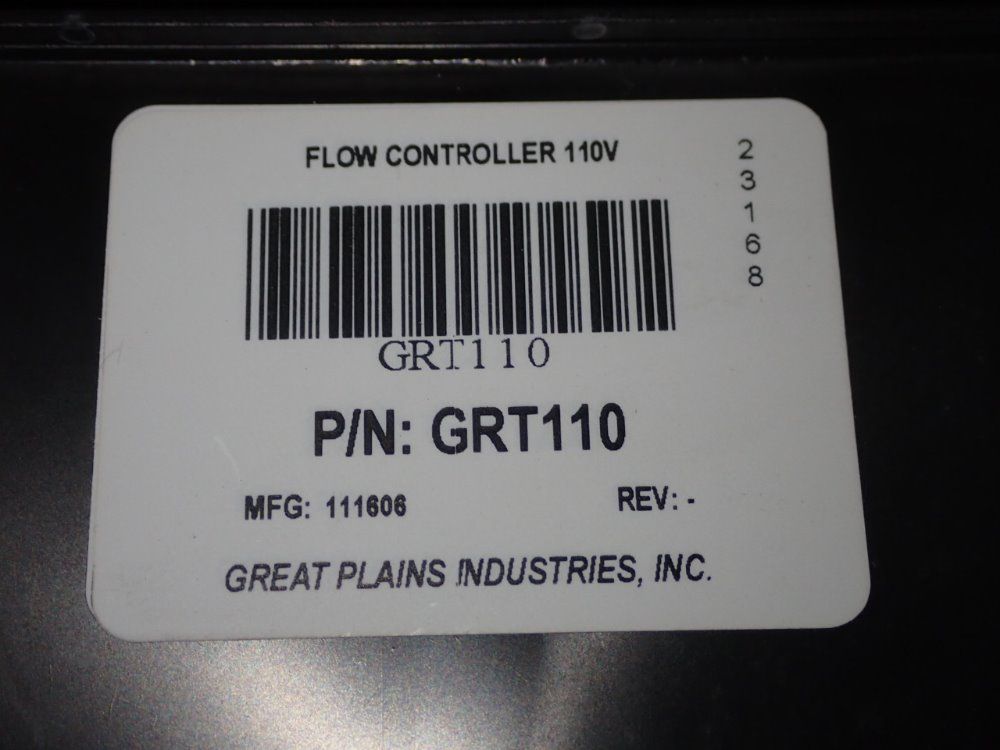 FLOW CONTROLLER 110V
2
3
1
6
8
GRT110
P/N: GRT110
MFG: 111606
REV: -
GREAT PLAINS INDUSTRIES, INC.